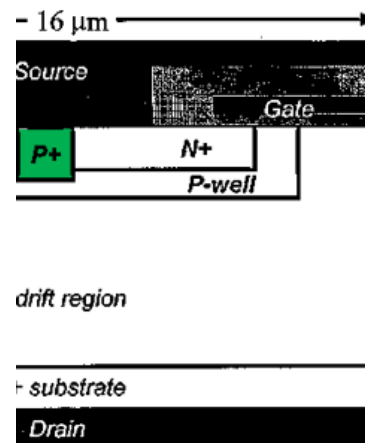 16 μm
Source
Gate
P+
N+
P-well
drift region
+ substrate
Drain